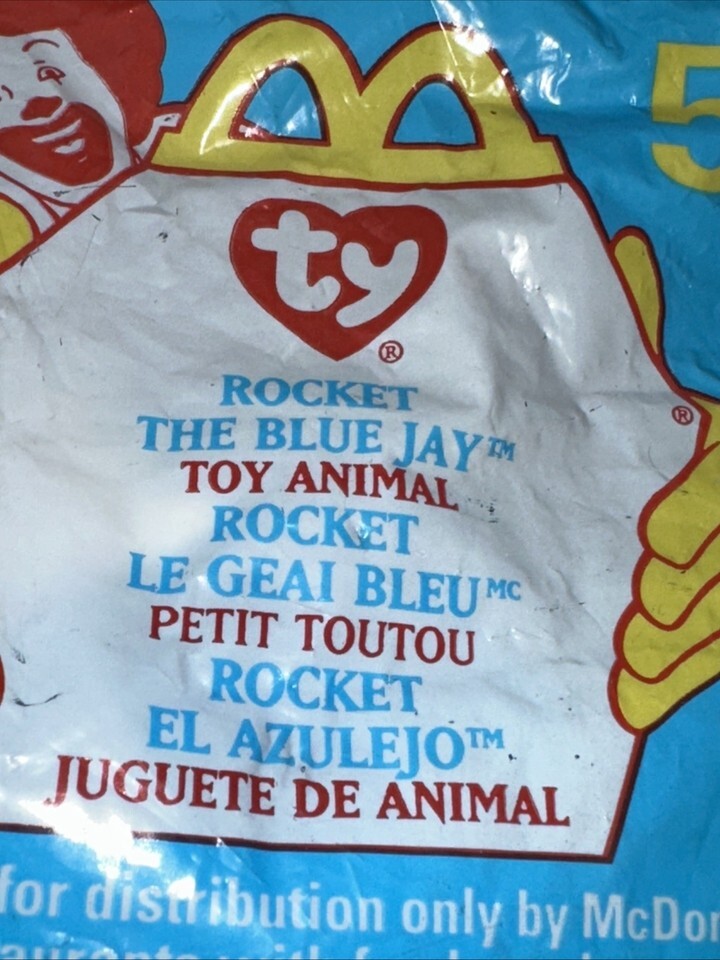 5
ty®
ROCKET
THE BLUE JAY™
®
TOY ANIMAL
ROCKET
LE GEAI BLEU MC
PETIT TOUTOU
ROCKET
EL AZULEJO™
JUGUETE DE ANIMAL
for distribution only by